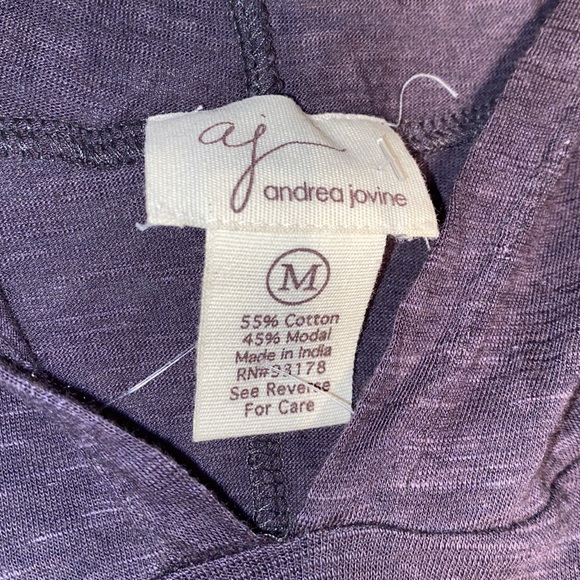 aj
andrea jovine
M
55% Cotton
45% Modal
Made in India
RN#93178
See Reverse
For Care